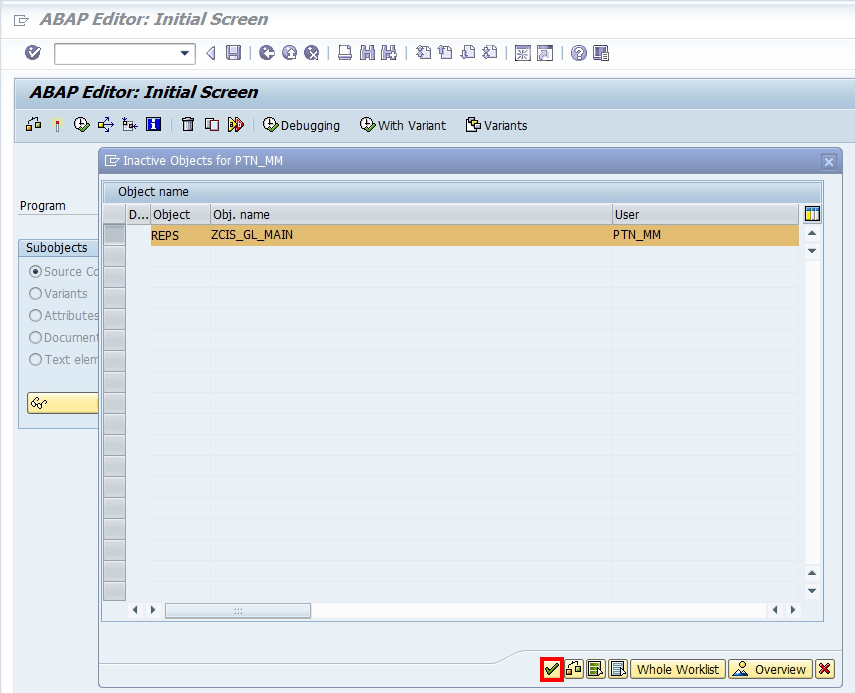 ABAP Editor: Initial Screen
ABAP Editor: Initial Screen
Debugging With Variant Variants
Inactive Objects for PTN_MM
Object name
Program
D... Object Obj. name User
REPS ZCIS_GL_MAIN PTN_MM
Subobjects
Source Co
Variants
Attributes
Document
Text elem
Whole Worklist Overview